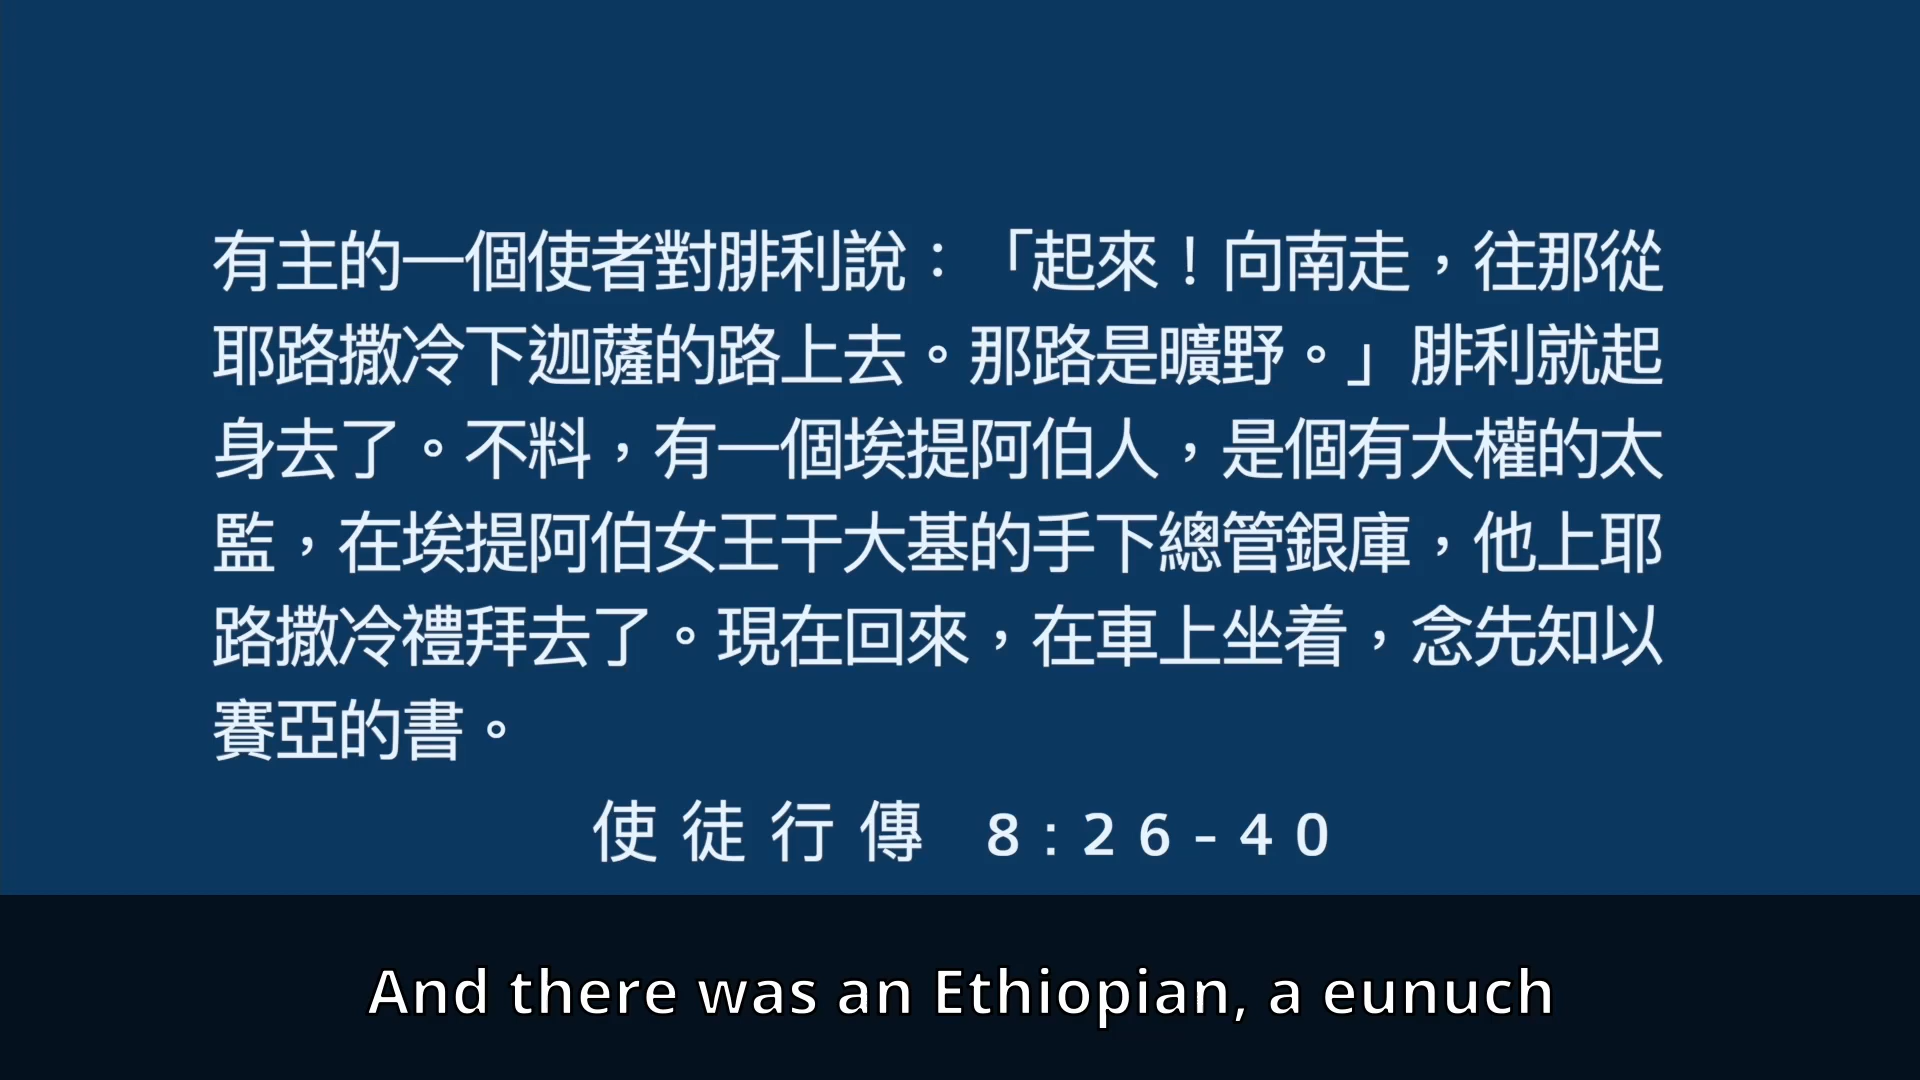 有主的一個使者對腓利說：「起來！向南走，往那從
耶路撒冷下迦薩的路上去。那路是曠野。」腓利就起
身去了。不料，有一個埃提阿伯人，是個有大權的太
監，在埃提阿伯女王干大基的手下總管銀庫，他上耶
路撒冷禮拜去了。現在回來，在車上坐着，念先知以
賽亞的書。
使徒行傳 8:26-40
And there was an Ethiopian, a eunuch